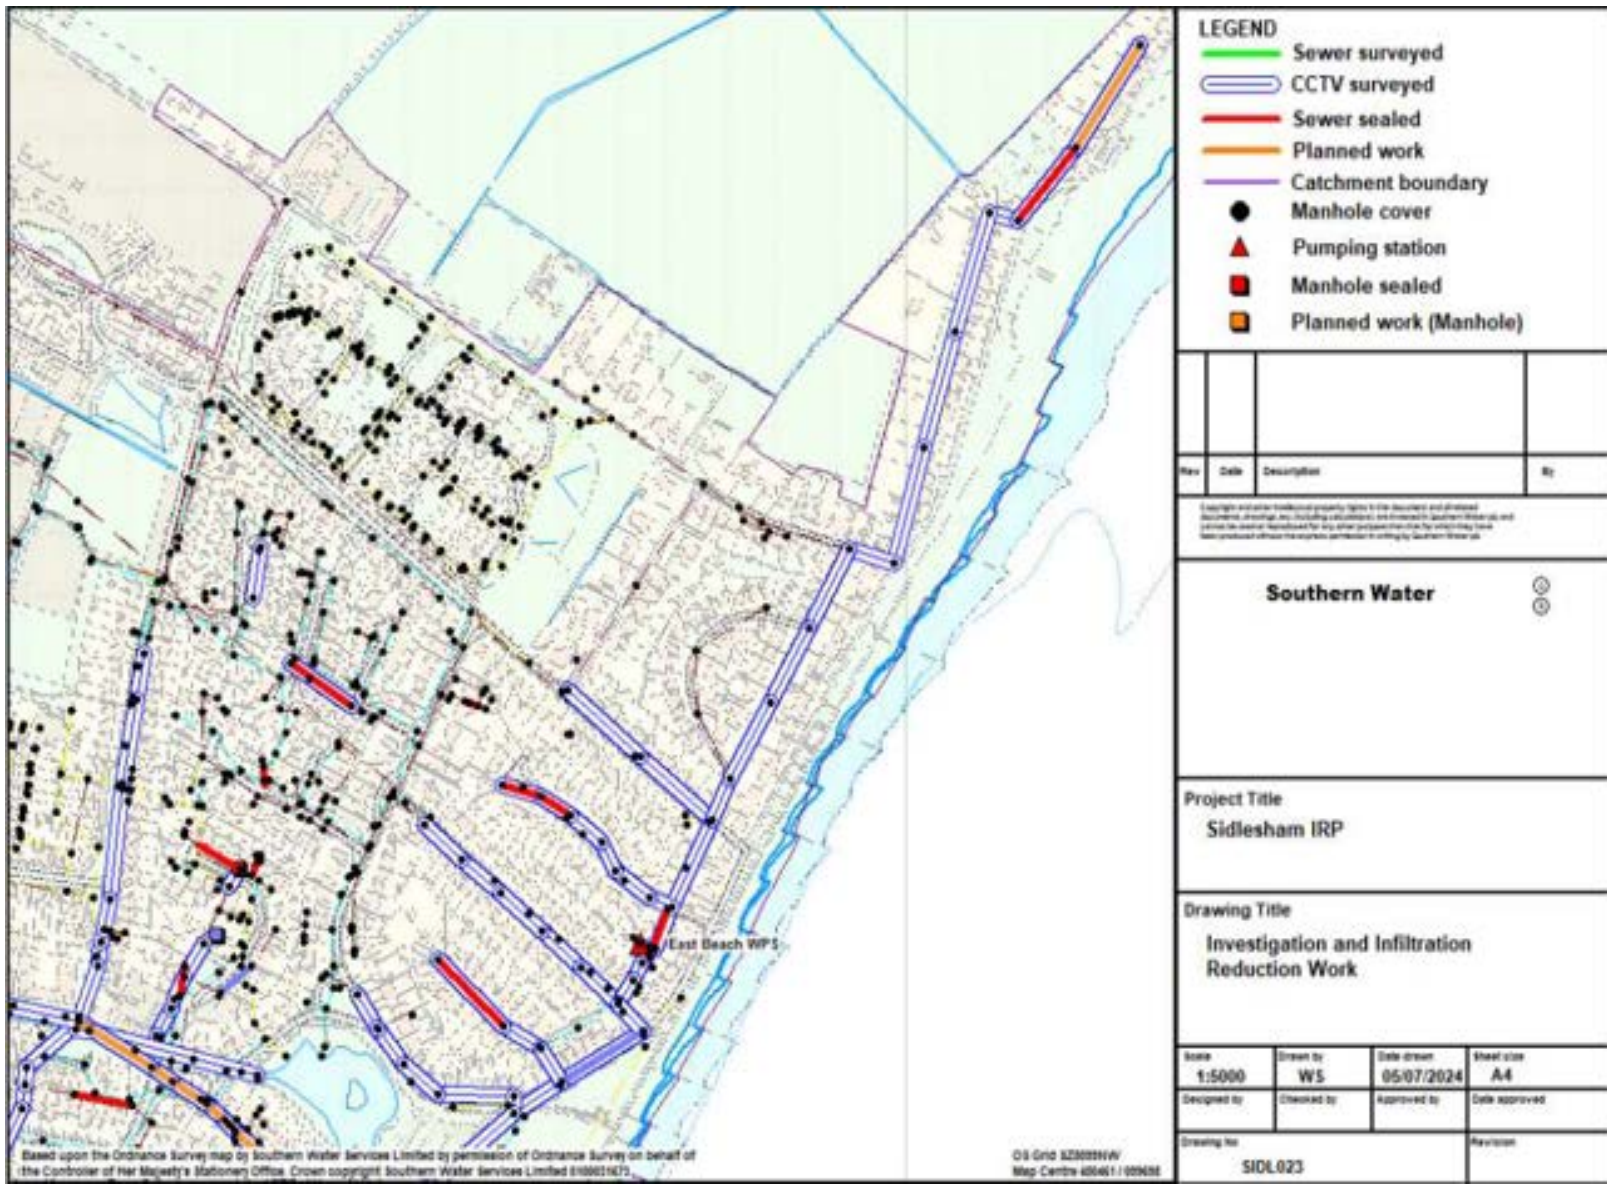 LEGEND
Sewer surveyed
CCTV surveyed
Sewer sealed
Planned work
Catchment boundary
Manhole cover
Pumping station
Manhole sealed
Planned work (Manhole)
Rev Date Description By
Southern Water
Project Title
Sidlesham IRP
Drawing Title
Investigation and Infiltration
Reduction Work
Scale Drawn by Date drawn Sheet size
1:5000 WS 05/07/2024 A4
Designed by Checked by Approved by Date approved
Drawing No Revision
SIDL023
East Beach WPS
Based upon the Ordnance Survey map by Southern Water Services Limited by permission of Ordnance Survey on behalf of
the Controller of Her Majesty's Stationery Office. Crown copyright Southern Water Services Limited
OS Grid
Map Centre